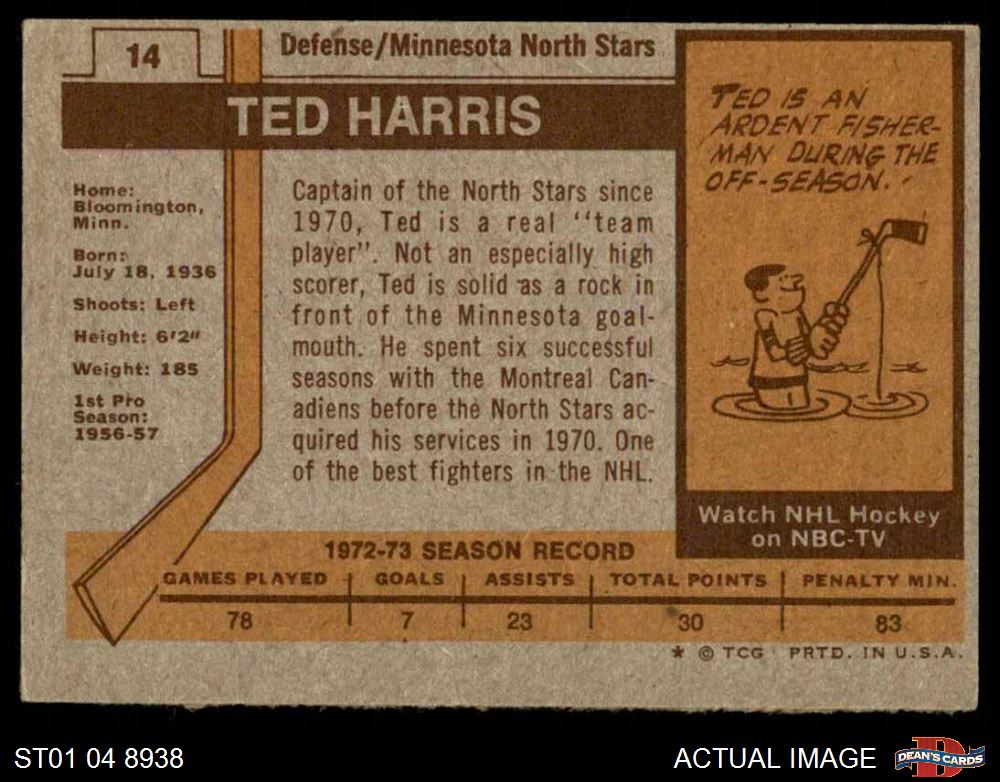 14
Defense/Minnesota North Stars
TED HARRIS
Home:
Bloomington,
Minn.
Born:
July 18, 1936
Shoots: Left
Height: 6'2"
Weight: 185
1st Pro
Season:
1956-57
Captain of the North Stars since
1970, Ted is a real "team
player". Not an especially high
scorer, Ted is solid as a rock in
front of the Minnesota goal-
mouth. He spent six successful
seasons with the Montreal Can-
adiens before the North Stars ac-
quired his services in 1970. One
of the best fighters in the NHL.
TED IS AN
ARDENT FISHER-
MAN DURING THE
OFF-SEASON.
Watch NHL Hockey
on NBC-TV
1972-73 SEASON RECORD
GAMES PLAYED GOALS ASSISTS TOTAL POINTS PENALTY MIN.
78 7 23 30 83
* © TCG PRTD. IN U.S.A.
ST01 04 8938
ACTUAL IMAGE
DEAN'S CARDS